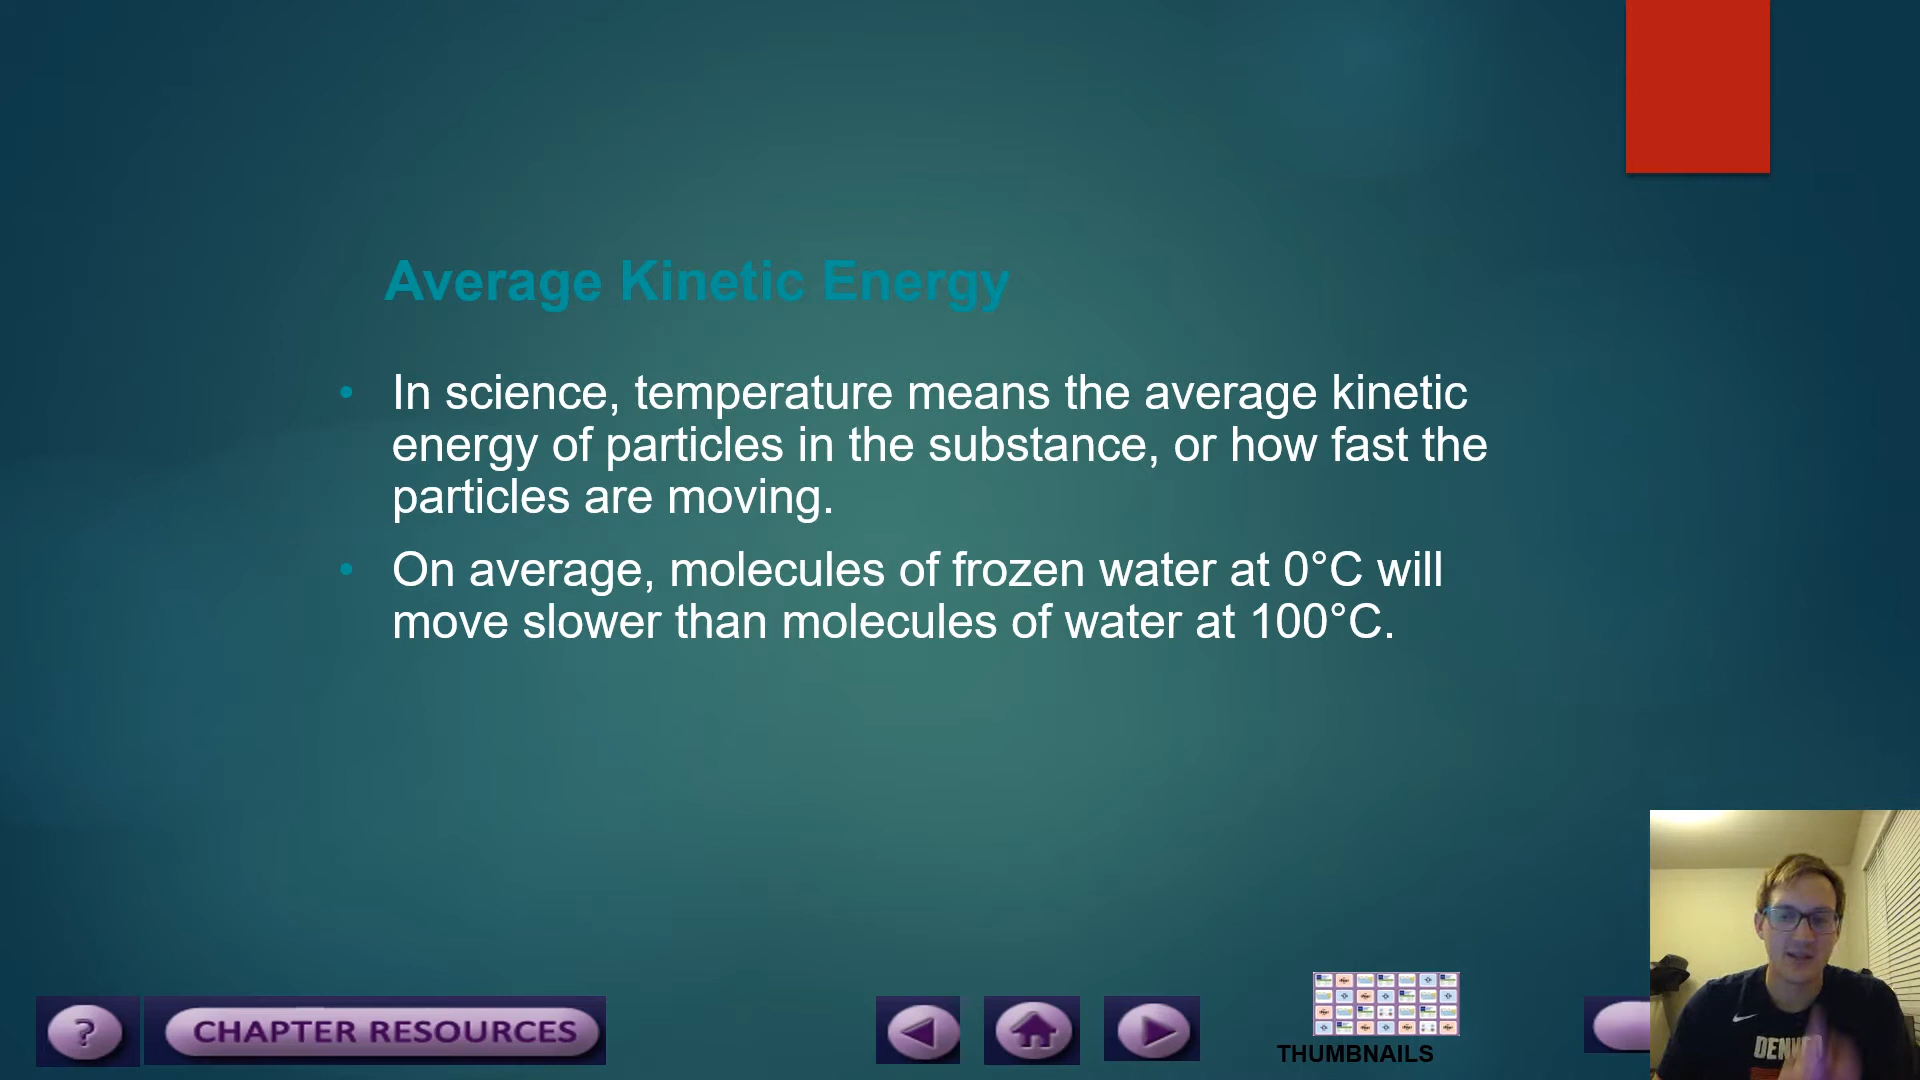 Average Kinetic Energy
• In science, temperature means the average kinetic
energy of particles in the substance, or how fast the
particles are moving.
• On average, molecules of frozen water at 0°C will
move slower than molecules of water at 100°C.
?
CHAPTER RESOURCES
THUMBNAILS